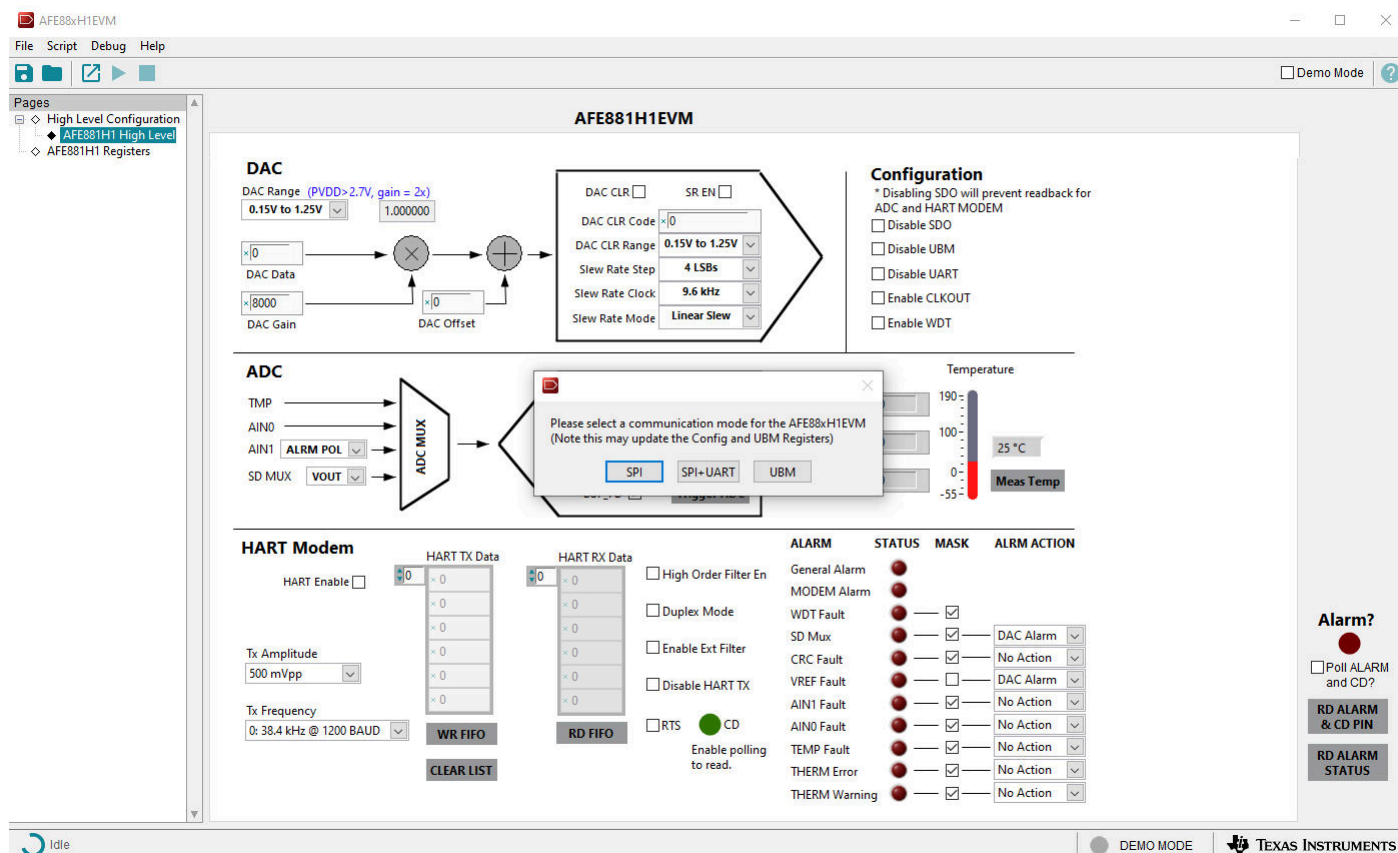 AFE88xH1EVM
File Script Debug Help
Demo Mode
Pages
High Level Configuration
AFE881H1 High Level
AFE881H1 Registers
AFE881H1EVM
DAC
DAC Range (PVDD>2.7V, gain = 2x)
0.15V to 1.25V
1.000000
×0
DAC Data
×8000
DAC Gain
×0
DAC Offset
DAC CLR
SR EN
DAC CLR Code ×0
DAC CLR Range 0.15V to 1.25V
Slew Rate Step 4 LSBs
Slew Rate Clock 9.6 kHz
Slew Rate Mode Linear Slew
Configuration
* Disabling SDO will prevent readback for
ADC and HART MODEM
Disable SDO
Disable UBM
Disable UART
Enable CLKOUT
Enable WDT
ADC
TMP
AIN0
AIN1 ALRM POL
SD MUX VOUT
ADC MUX
Please select a communication mode for the AFE88xH1EVM
(Note this may update the Config and UBM Registers)
SPI
SPI+UART
UBM
Temperature
190
100
0
-55
25 °C
Meas Temp
HART Modem
HART Enable
Tx Amplitude
500 mVpp
Tx Frequency
0: 38.4 kHz @ 1200 BAUD
HART TX Data
0
× 0
× 0
× 0
× 0
× 0
× 0
WR FIFO
CLEAR LIST
HART RX Data
0
× 0
× 0
× 0
× 0
× 0
× 0
RD FIFO
High Order Filter En
Duplex Mode
Enable Ext Filter
Disable HART TX
RTS
CD
Enable polling
to read.
ALARM STATUS MASK ALRM ACTION
General Alarm
MODEM Alarm
WDT Fault
SD Mux DAC Alarm
CRC Fault No Action
VREF Fault DAC Alarm
AIN1 Fault No Action
AIN0 Fault No Action
TEMP Fault No Action
THERM Error No Action
THERM Warning No Action
Alarm?
Poll ALARM
and CD?
RD ALARM
& CD PIN
RD ALARM
STATUS
Idle
DEMO MODE
TEXAS INSTRUMENTS